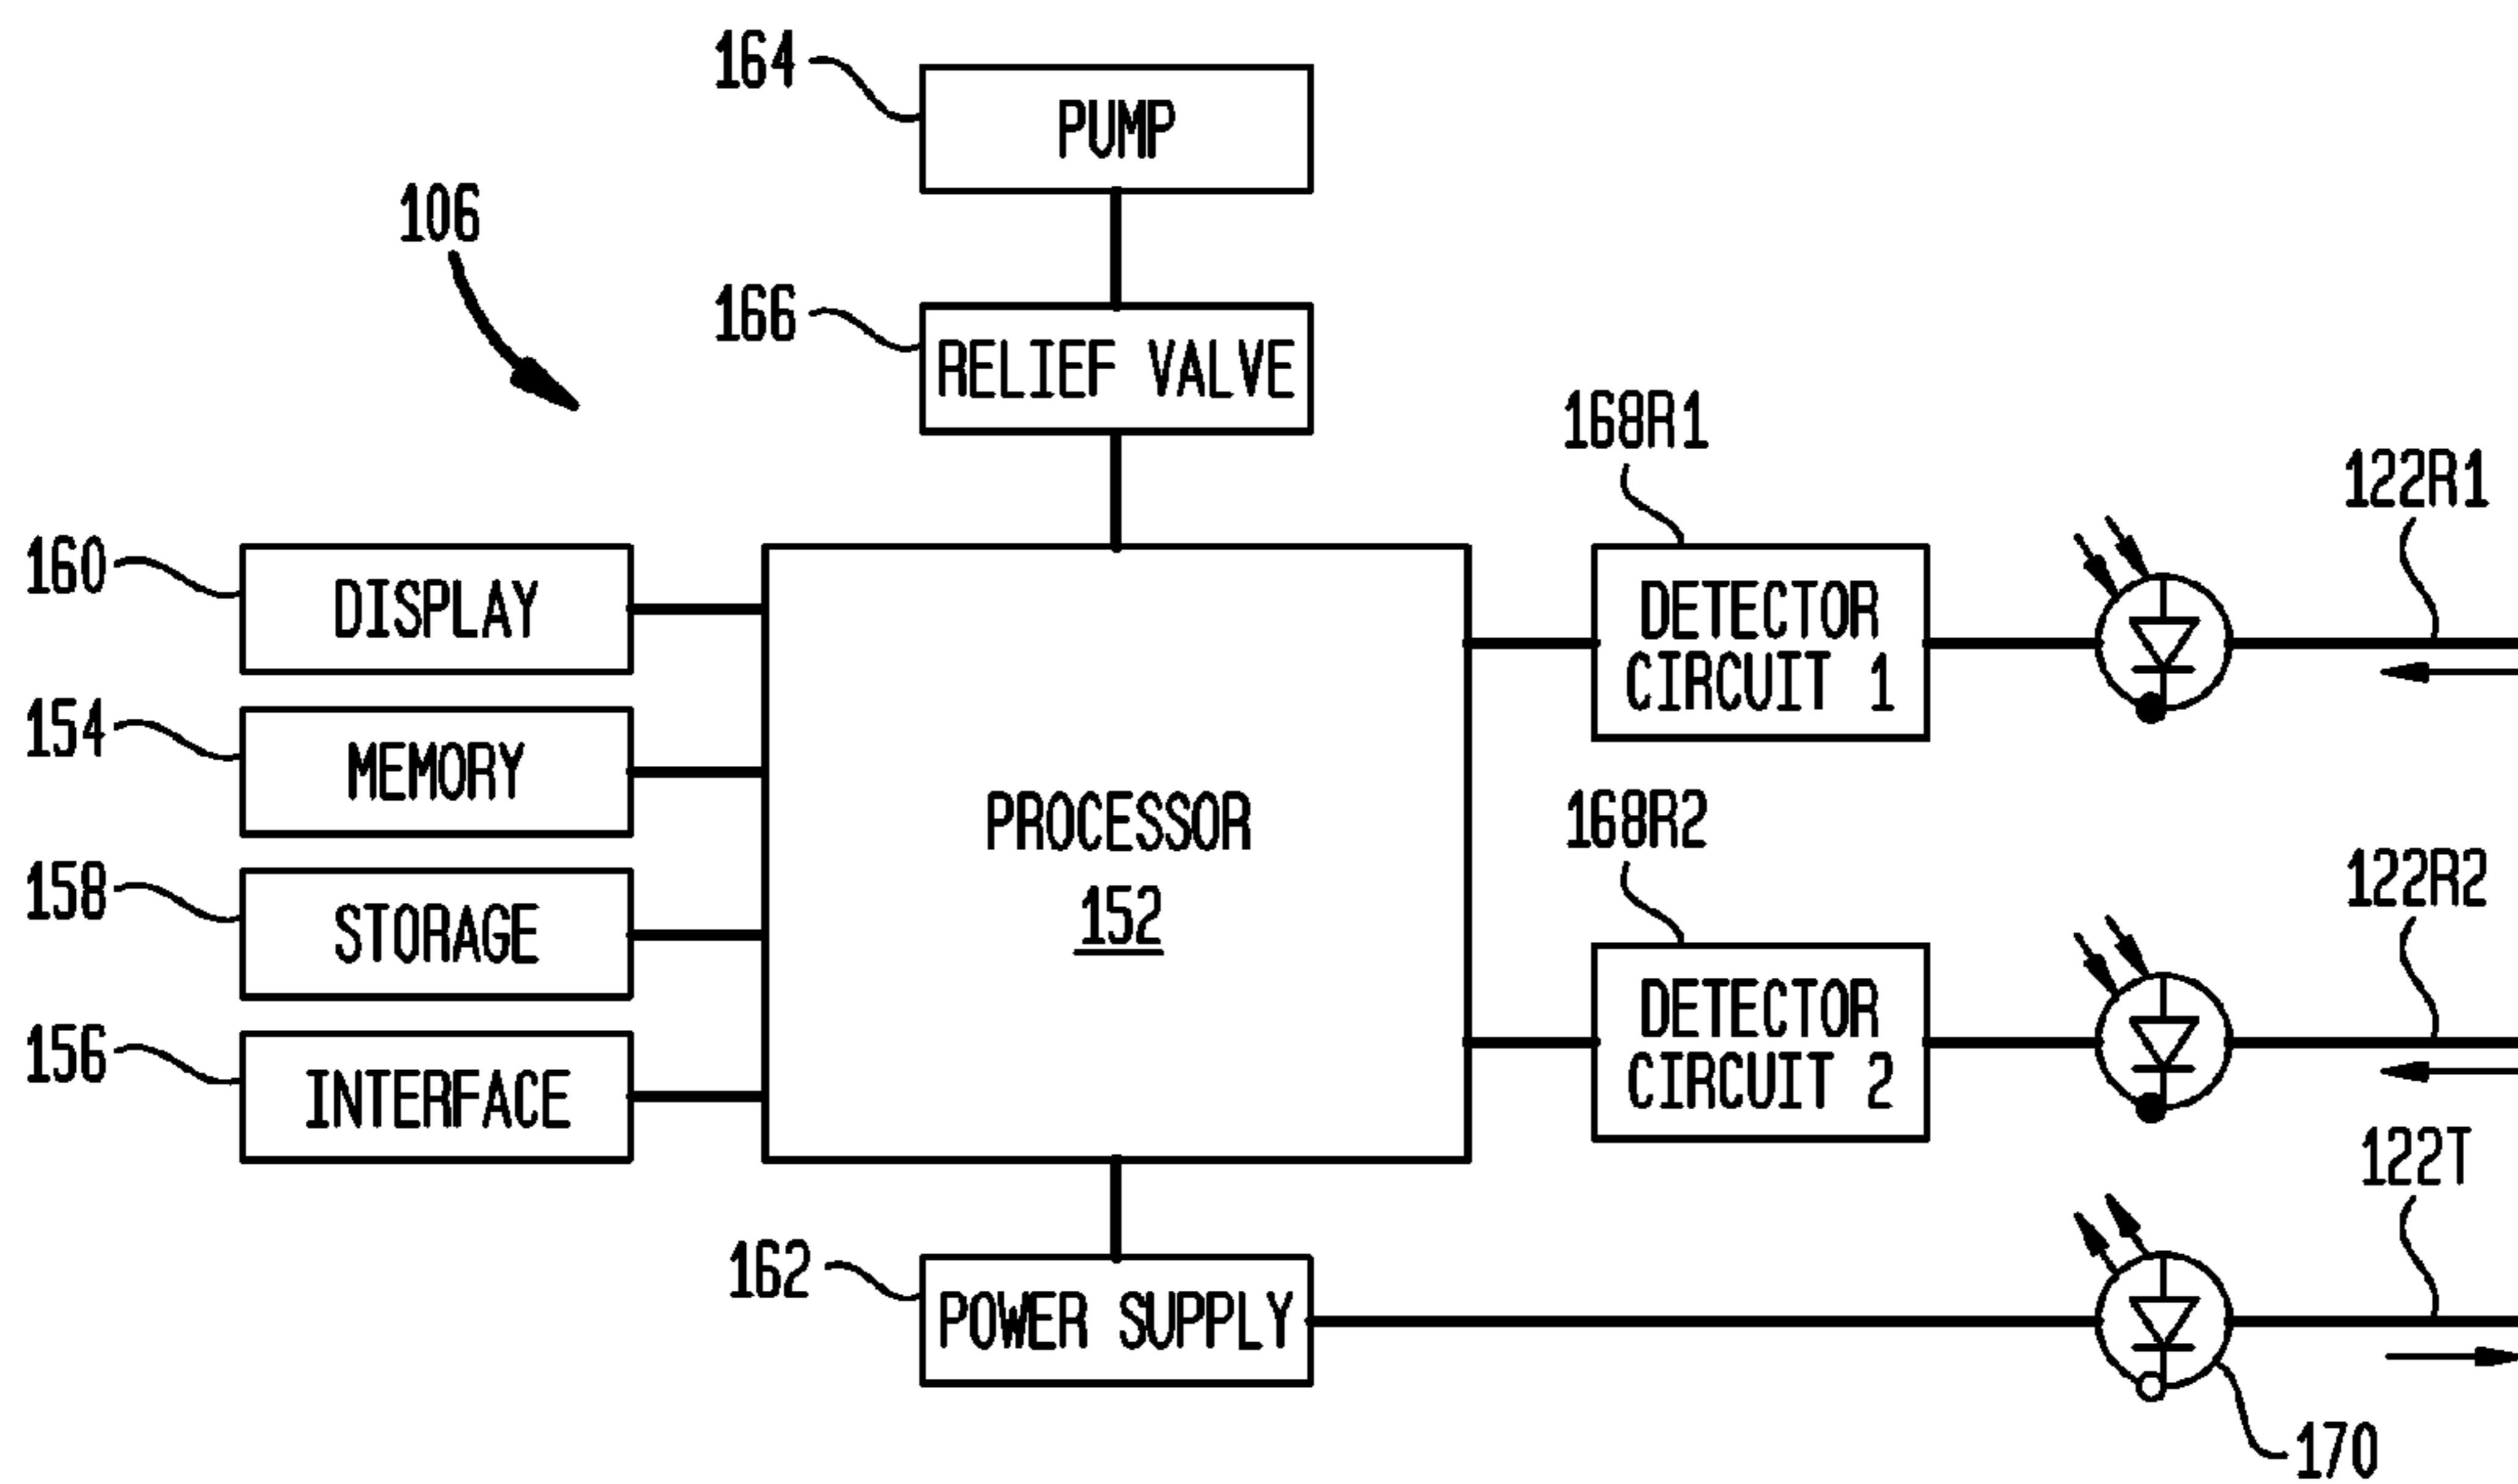 164
PUMP
106
166
RELIEF VALVE
168R1
122R1
160
DISPLAY
DETECTOR
CIRCUIT 1
154
MEMORY
PROCESSOR
152
168R2
122R2
158
STORAGE
DETECTOR
CIRCUIT 2
156
INTERFACE
122T
162
POWER SUPPLY
170